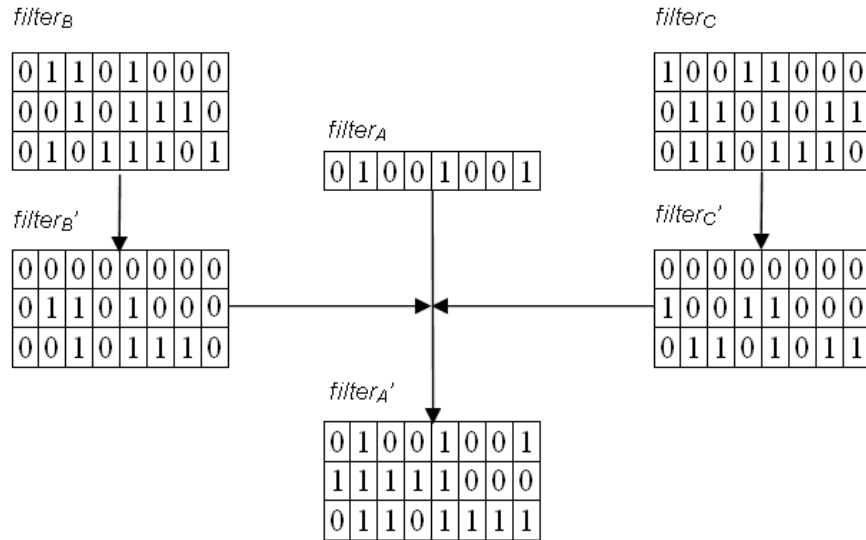 filterB
0 1 1 0 1 0 0 0
0 0 1 0 1 1 1 0
0 1 0 1 1 1 0 1
filterC
1 0 0 1 1 0 0 0
0 1 1 0 1 0 1 1
0 1 1 0 1 1 1 0
filterA
0 1 0 0 1 0 0 1
filterB'
0 0 0 0 0 0 0 0
0 1 1 0 1 0 0 0
0 0 1 0 1 1 1 0
filterC'
0 0 0 0 0 0 0 0
1 0 0 1 1 0 0 0
0 1 1 0 1 0 1 1
filterA'
0 1 0 0 1 0 0 1
1 1 1 1 1 0 0 0
0 1 1 0 1 1 1 1